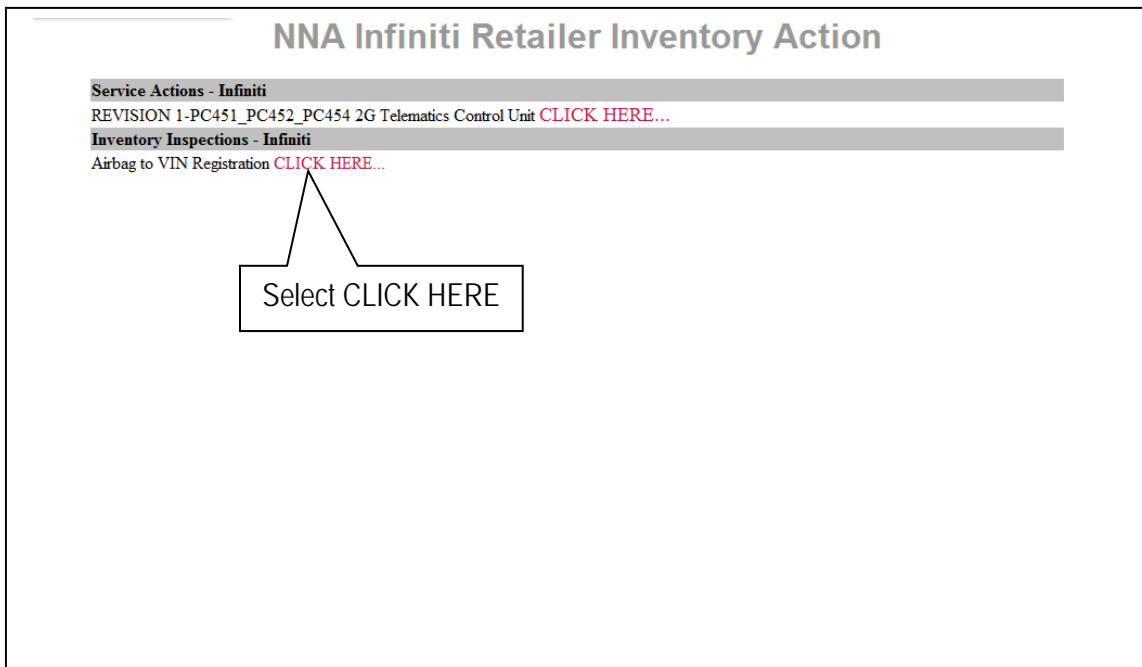 NNA Infiniti Retailer Inventory Action
Service Actions - Infiniti
REVISION 1-PC451_PC452_PC454 2G Telematics Control Unit CLICK HERE...
Inventory Inspections - Infiniti
Airbag to VIN Registration CLICK HERE...
Select CLICK HERE